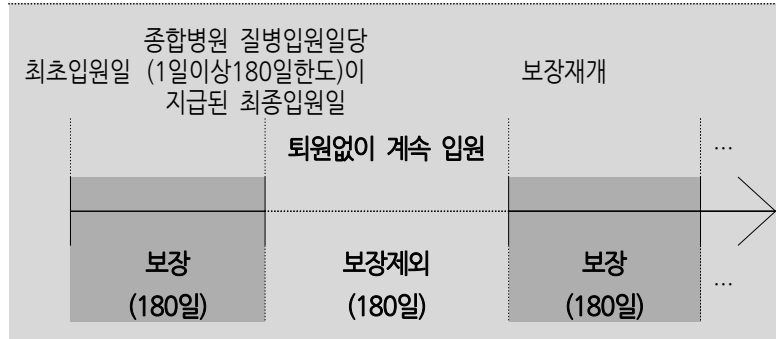 종합병원 질병입원일당
최초입원일 (1일이상180일한도)이 보장재개
지급된 최종입원일
퇴원없이 계속 입원 …
보장 보장제외 보장 …
(180일) (180일) (180일)